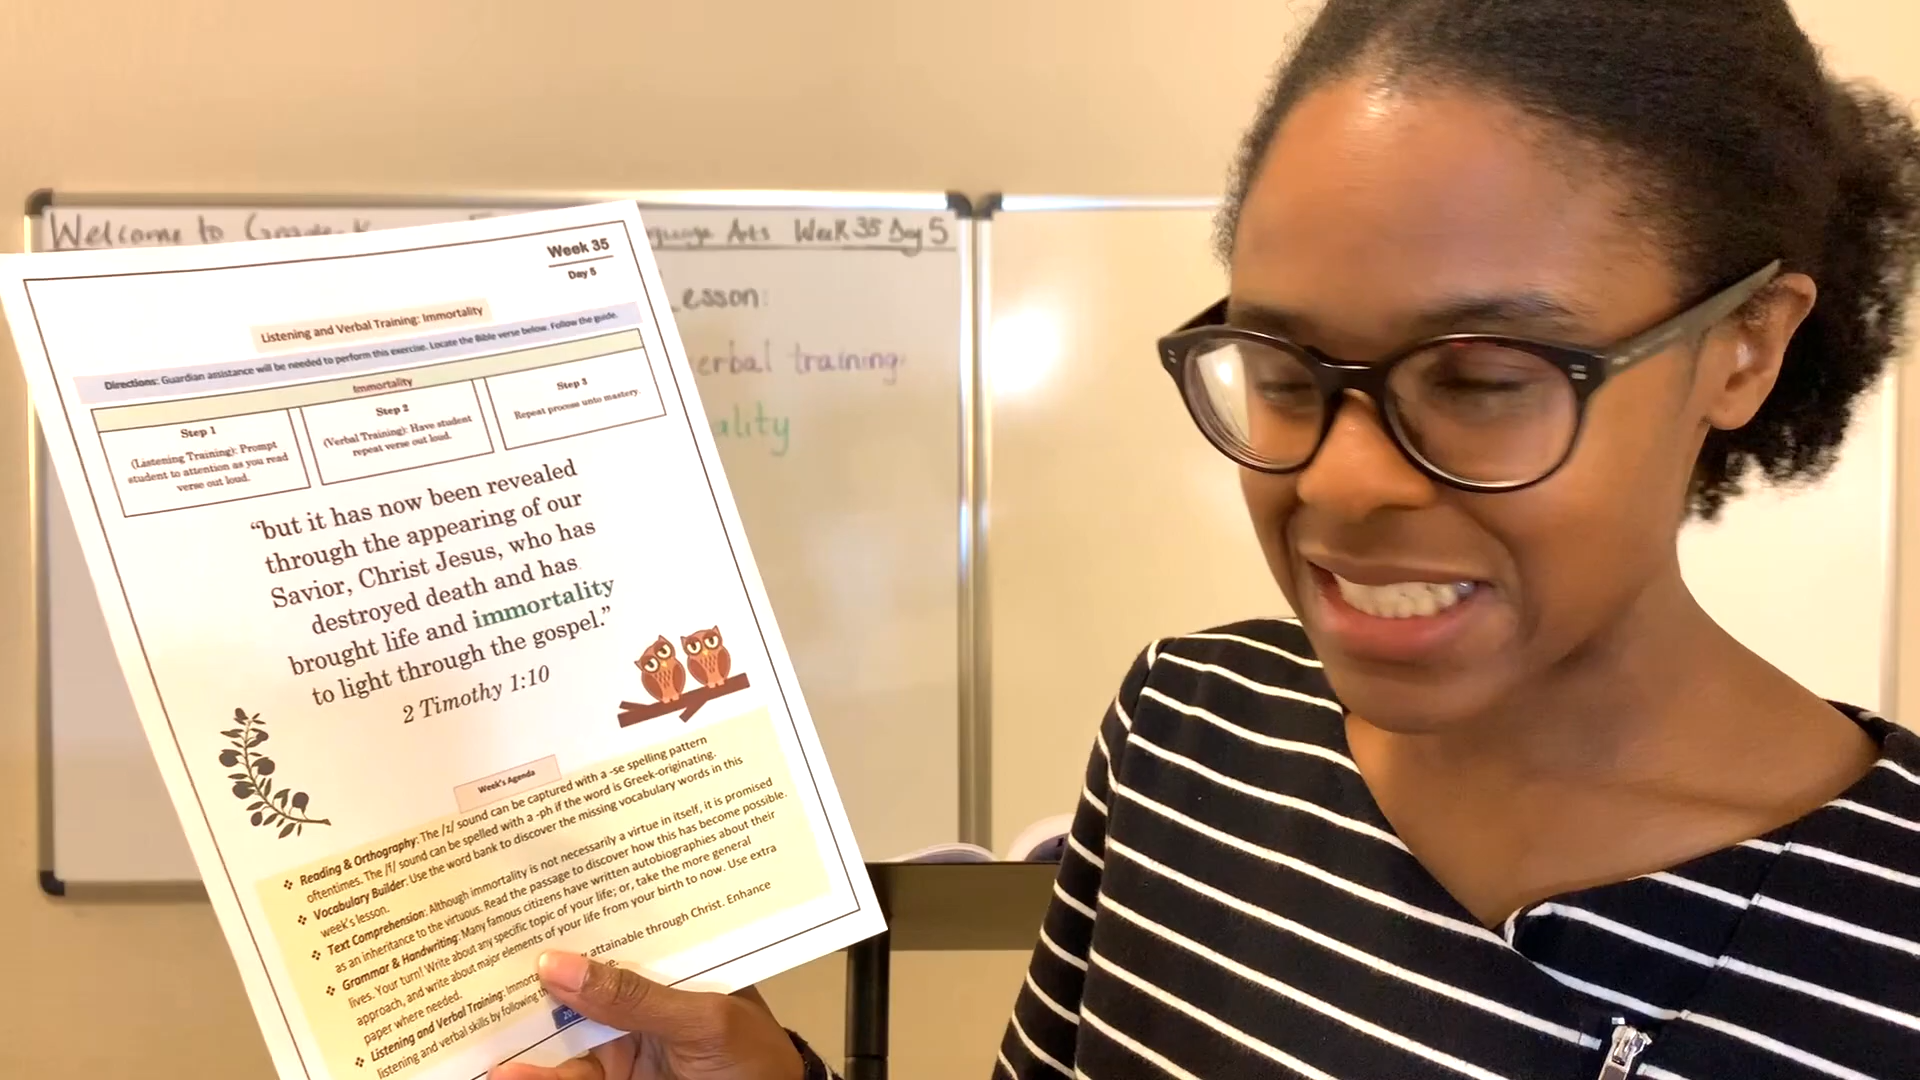 Welcome to Grade K
Language Arts Week 35 Day 5
Lesson:
verbal training:
ality
Week 35
Day 5
Listening and Verbal Training: Immortality
Directions: Guardian assistance will be needed to perform this exercise. Locate the Bible verse below. Follow the guide.
Immortality
Step 1
(Listening Training): Prompt
student to attention as you read
verse out loud.
Step 2
(Verbal Training): Have student
repeat verse out loud.
Step 3
Repeat process unto mastery.
“but it has now been revealed
through the appearing of our
Savior, Christ Jesus, who has
destroyed death and has
brought life and immortality
to light through the gospel.”
2 Timothy 1:10
Week's Agenda
❖ Reading & Orthography: The /z/ sound can be captured with a -se spelling pattern
oftentimes. The /f/ sound can be spelled with a -ph if the word is Greek-originating.
❖ Vocabulary Builder: Use the word bank to discover the missing vocabulary words in this
week's lesson.
❖ Text Comprehension: Although immortality is not necessarily a virtue in itself, it is promised
as an inheritance to the virtuous. Read the passage to discover how this has become possible.
❖ Grammar & Handwriting: Many famous citizens have written autobiographies about their
lives. Your turn! Write about any specific topic of your life; or, take the more general
approach, and write about major elements of your life from your birth to now. Use extra
paper where needed.
❖ Listening and Verbal Training: Immorta attainable through Christ. Enhance
listening and verbal skills by following th